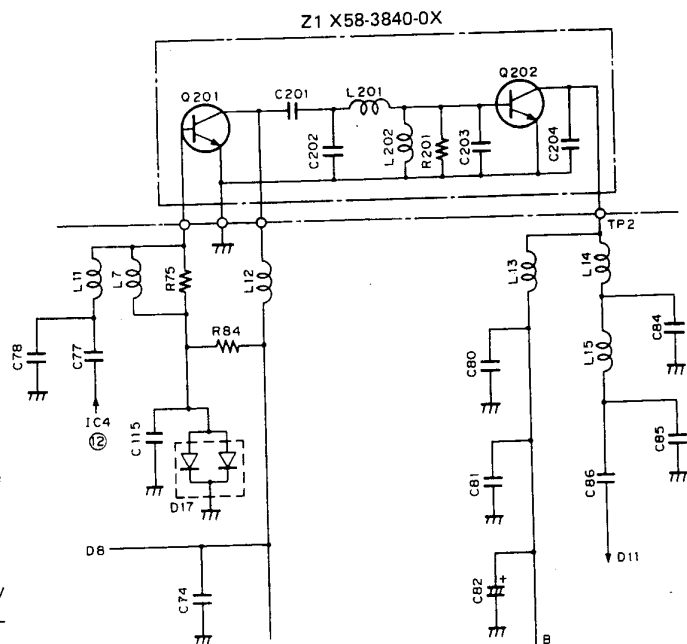 Z1 X58-3840-0X
Q201
C201
L201
Q202
C202
L202
R201
C203
C204
TP2
L11
L7
R75
L12
L13
L14
C78
C77
R84
C80
L15
C84
IC4
12
C115
D17
C81
C86
C85
D8
C74
C82
+
D11
B